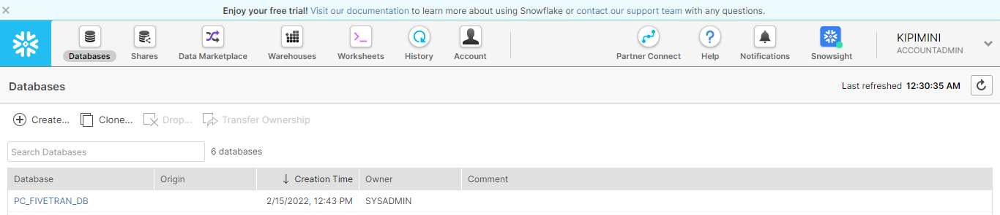 Enjoy your free trial! Visit our documentation to learn more about using Snowflake or contact our support team with any questions.
Databases Shares Data Marketplace Warehouses Worksheets History Account Partner Connect Help Notifications Snowsight KIPIMINI
ACCOUNTADMIN
Databases Last refreshed 12:30:35 AM
Create... Clone... Drop... Transfer Ownership
Search Databases 6 databases
Database Origin Creation Time Owner Comment
PC_FIVETRAN_DB 2/15/2022, 12:43 PM SYSADMIN